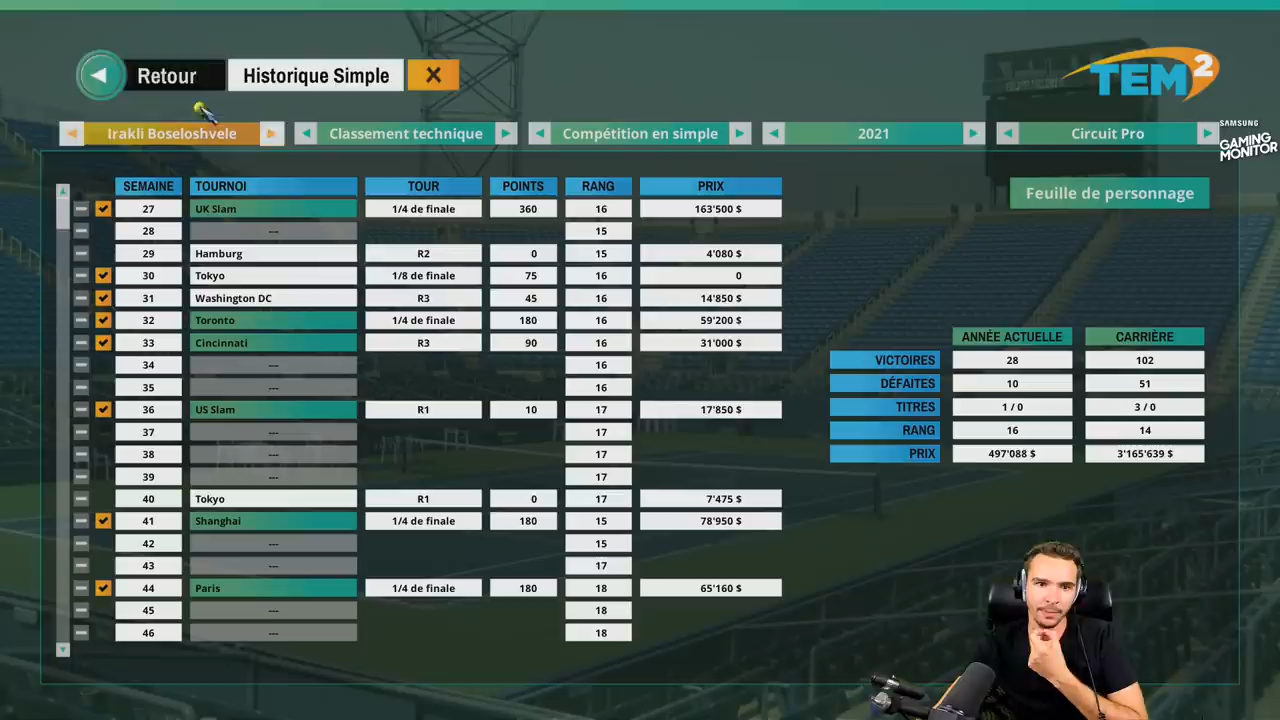 Retour
Historique Simple
TEM2
Irakli Boseloshvele
Classement technique
Compétition en simple
2021
Circuit Pro
SAMSUNG
GAMING
MONITOR
SEMAINE TOURNOI TOUR POINTS RANG PRIX
Feuille de personnage
27 UK Slam 1/4 de finale 360 16 163'500 $
28 --- 15
29 Hamburg R2 0 15 4'080 $
30 Tokyo 1/8 de finale 75 16 0
31 Washington DC R3 45 16 14'850 $
32 Toronto 1/4 de finale 180 16 59'200 $
33 Cincinnati R3 90 16 31'000 $
34 --- 16
35 --- 16
36 US Slam R1 10 17 17'850 $
37 --- 17
38 --- 17
39 --- 17
40 Tokyo R1 0 17 7'475 $
41 Shanghai 1/4 de finale 180 15 78'950 $
42 --- 15
43 --- 17
44 Paris 1/4 de finale 180 18 65'160 $
45 --- 18
46 --- 18
ANNÉE ACTUELLE CARRIÈRE
VICTOIRES 28 102
DÉFAITES 10 51
TITRES 1 / 0 3 / 0
RANG 16 14
PRIX 497'088 $ 3'165'639 $